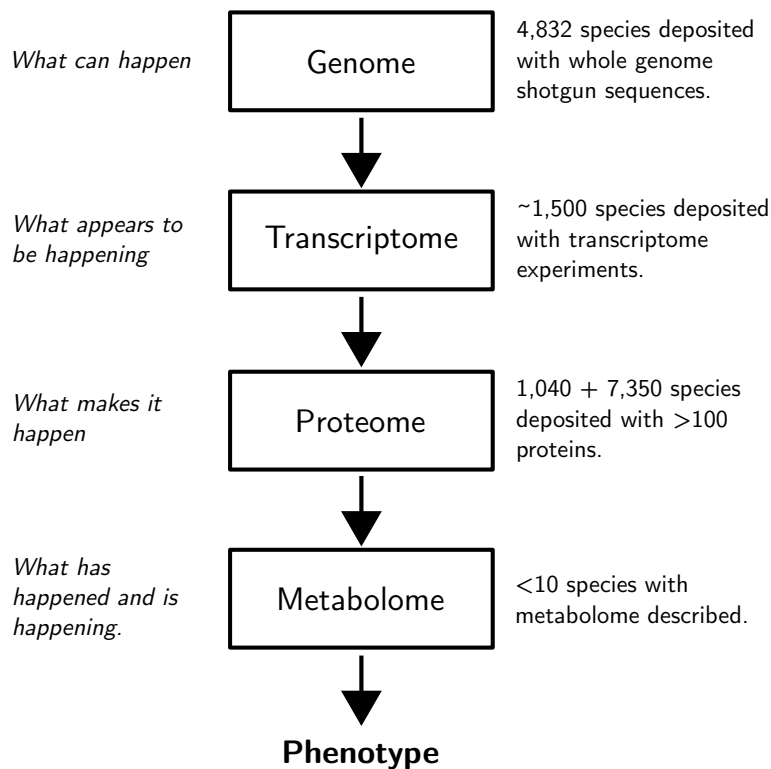 What can happen
Genome
4,832 species deposited
with whole genome
shotgun sequences.
What appears to
be happening
Transcriptome
~1,500 species deposited
with transcriptome
experiments.
What makes it
happen
Proteome
1,040 + 7,350 species
deposited with >100
proteins.
What has
happened and is
happening.
Metabolome
<10 species with
metabolome described.
Phenotype